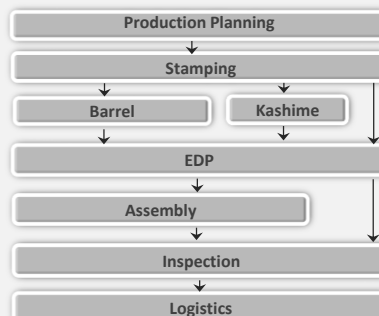 Production Planning
Stamping
Barrel
Kashime
EDP
Assembly
Inspection
Logistics